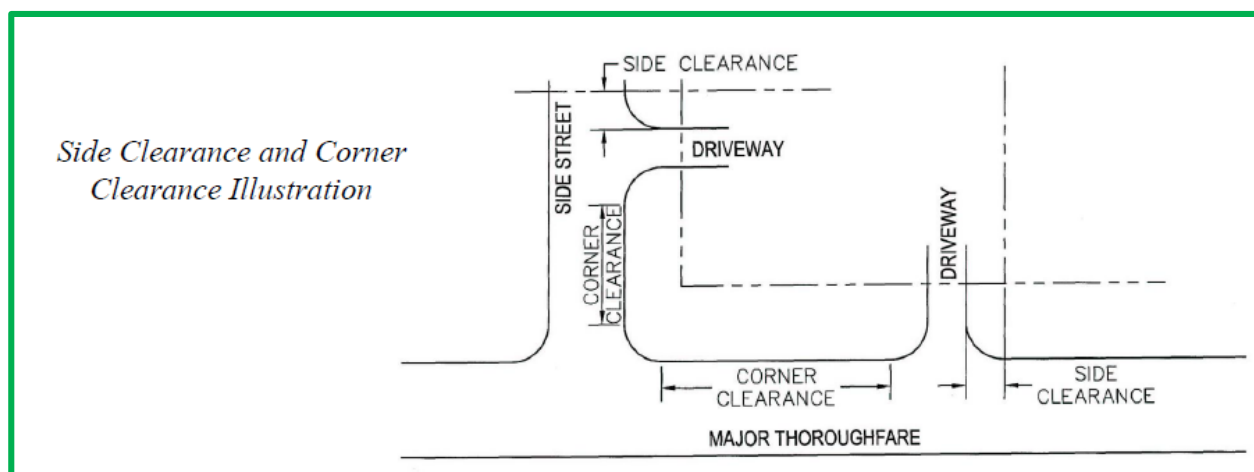 SIDE CLEARANCE
Side Clearance and Corner
Clearance Illustration
SIDE STREET
DRIVEWAY
CORNER
CLEARANCE
DRIVEWAY
CORNER
CLEARANCE
SIDE
CLEARANCE
MAJOR THOROUGHFARE